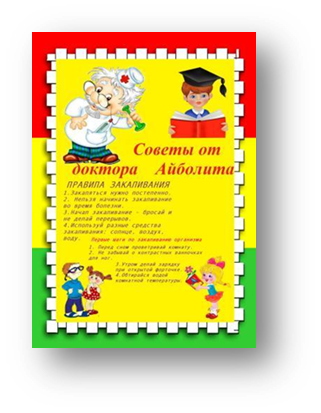 Советы от
доктора Айболита
ПРАВИЛА ЗАКАЛИВАНИЯ
1.Закаляться нужно постепенно.
2. Нельзя начинать закаливание
во время болезни.
3.Начал закаливание - бросай и
не делай перерывов.
4.Используй разные средства
закаливания: солнце, воздух,
воду.
Первые шаги по закаливанию организма
1. Перед сном проветривай комнату.
2. Не забывай о контрастных ванночках
для ног.
3.Утром делай зарядку
при открытой форточке.
4.Обтирайся водой
комнатной температуры.